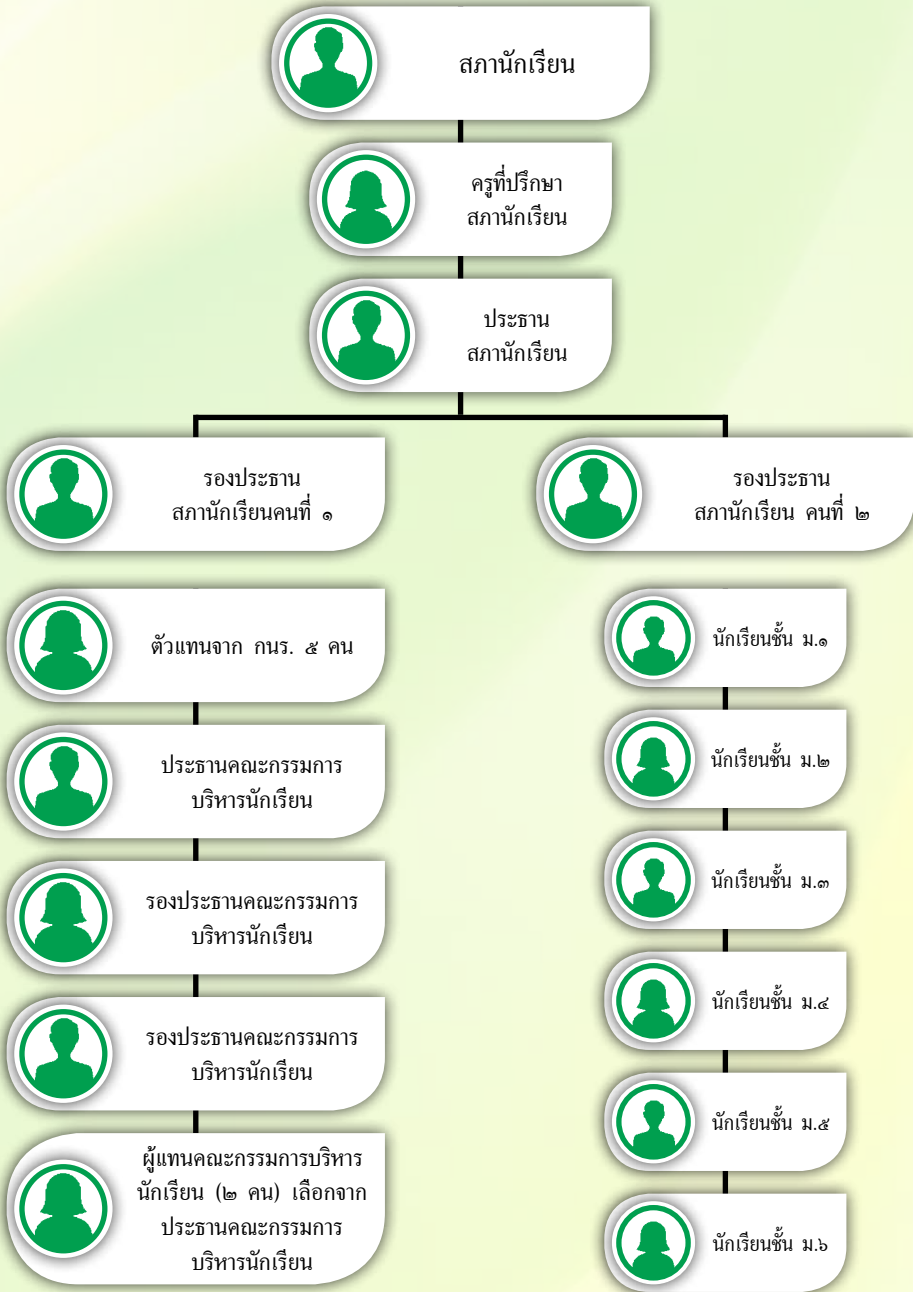 สภานักเรียน
ครูที่ปรึกษา
สภานักเรียน
ประธาน
สภานักเรียน
รองประธาน
สภานักเรียนคนที่ ๑
รองประธาน
สภานักเรียน คนที่ ๒
ตัวแทนจาก กนร. ๕ คน
ประธานคณะกรรมการ
บริหารนักเรียน
รองประธานคณะกรรมการ
บริหารนักเรียน
รองประธานคณะกรรมการ
บริหารนักเรียน
ผู้แทนคณะกรรมการบริหาร
นักเรียน (๒ คน) เลือกจาก
ประธานคณะกรรมการ
บริหารนักเรียน
นักเรียนชั้น ม.๑
นักเรียนชั้น ม.๒
นักเรียนชั้น ม.๓
นักเรียนชั้น ม.๔
นักเรียนชั้น ม.๕
นักเรียนชั้น ม.๖